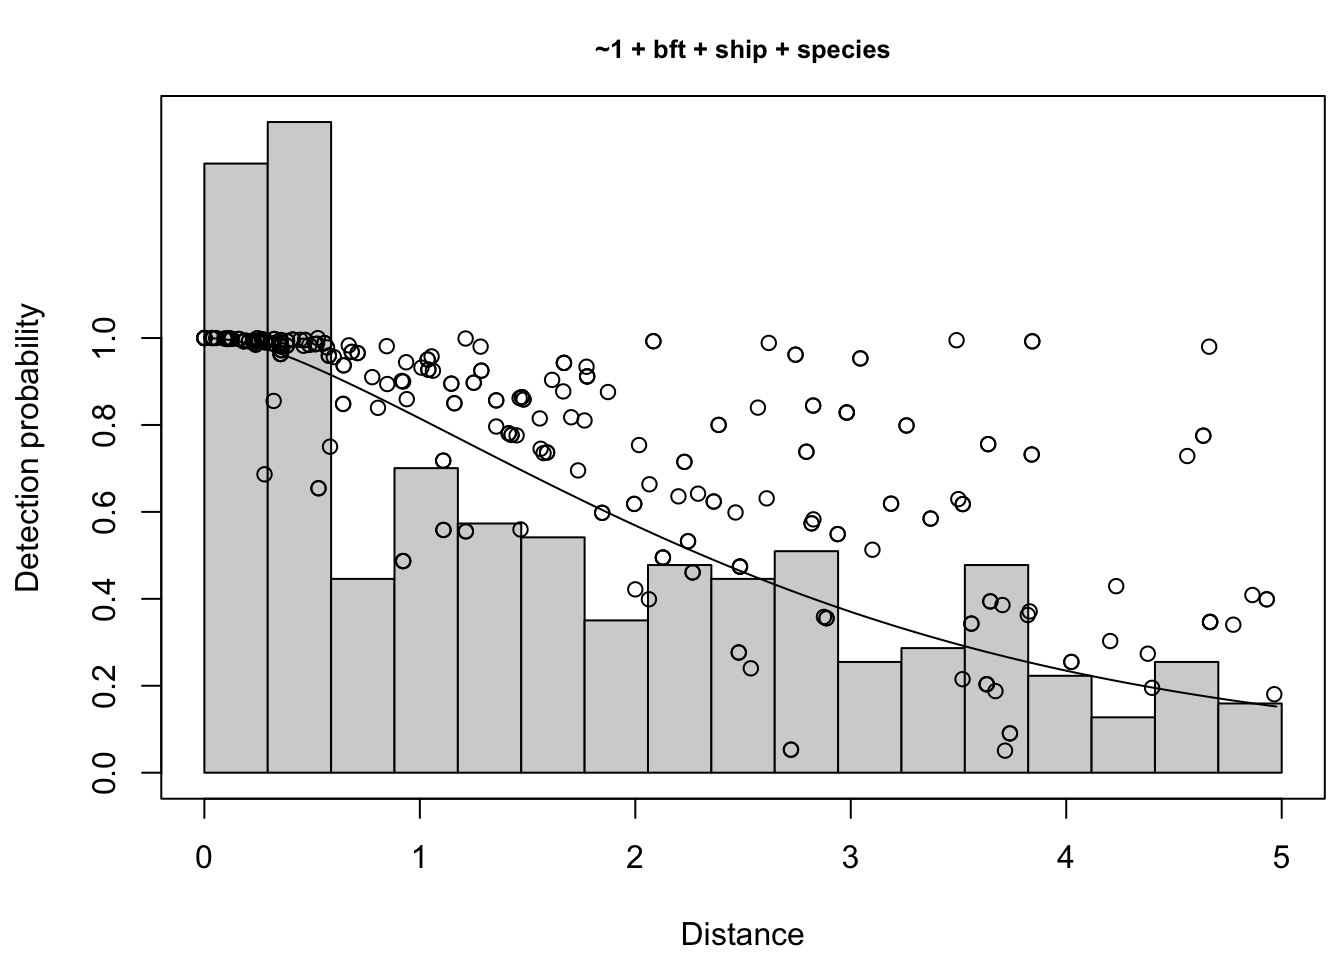 ~1 + bft + ship + species
Detection probability
1.0
0.8
0.6
0.4
0.2
0.0
0 1 2 3 4 5
Distance